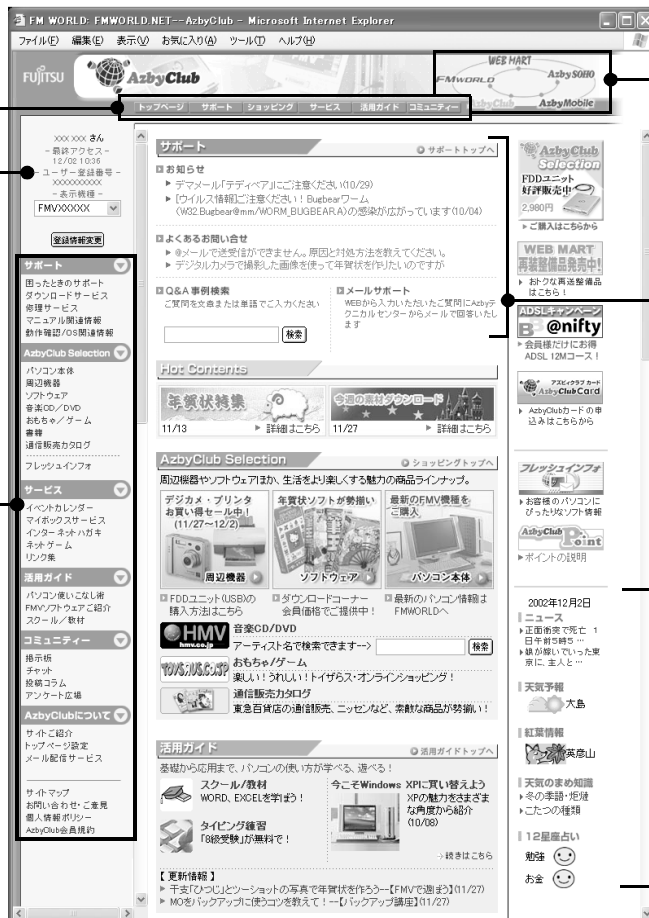 FM WORLD: FMWORLD.NET--AzbyClub - Microsoft Internet Explorer
ファイル(F) 編集(E) 表示(V) お気に入り(A) ツール(T) ヘルプ(H)
FUJITSU
AzbyClub
WEB MART
FMWORLD
AzbySOHO
AzbyClub
AzbyMobile
トップページ サポート ショッピング サービス 活用ガイド コミュニティー
xxx xxx さん
- 最終アクセス -
12/02 10:36
- ユーザー登録番号 -
xxxxxxxxxx
- 表示機種 -
FMV/XXXXX
登録情報変更
サポート
困ったときのサポート
ダウンロードサービス
修理サービス
マニュアル関連情報
動作確認/OS関連情報
AzbyClub Selection
パソコン本体
周辺機器
ソフトウェア
音楽CD/DVD
おもちゃ/ゲーム
書籍
通信販売カタログ
フレッシュインフォ
サービス
イベントカレンダー
マイボックスサービス
インターネットハガキ
ネットゲーム
リンク集
活用ガイド
パソコン使いこなし術
FMVソフトウェアご紹介
スクール/教材
コミュニティー
掲示板
チャット
投稿コラム
アンケート広場
AzbyClubについて
サイトご紹介
トップページ設定
メール配信サービス
サイトマップ
お問い合わせ・ご意見
個人情報ポリシー
AzbyClub会員規約
サポート
サポートトップへ
お知らせ
デマメール「テディベア」にご注意ください(10/29)
[ウイルス情報]ご注意ください！Bugbearワーム
(W32.Bugbear@mm/WORM_BUGBEAR.A)の感染が広がっています(10/04)
よくあるお問い合せ
@メールで送受信ができません。原因と対処方法を教えてください。
デジタルカメラで撮影した画像を使って年賀状を作りたいのですが
Q&A 事例検索
ご質問を文章または単語でご入力ください
検索
メールサポート
WEBから入力いただいたご質問にAzbyテ
クニカルセンターからメールで回答いたし
ます
Hot Contents
年賀状特集
11/13
詳細はこちら
今週の素材ダウンロード
11/27
詳細はこちら
AzbyClub Selection
ショッピングトップへ
周辺機器やソフトウェアほか、生活をより楽しくする魅力の商品ラインナップ。
デジカメ・プリンタ
お買い得セール中！
(11/27～12/2)
周辺機器
年賀状ソフトが勢揃い
ソフトウェア
最新のFMV機種を
ご購入
パソコン本体
FDDユニット(USB)の
購入方法はこちら
ダウンロードコーナー
会員価格でご提供中！
最新のパソコン情報は
FMWORLDへ
HMV
hmv.co.jp
音楽CD/DVD
アーティスト名で検索できます-->
検索
TOYSЯUS.CO.JP
おもちゃ/ゲーム
楽しい！うれしい！トイザらス・オンラインショッピング！
通信販売カタログ
東急百貨店の通信販売、ニッセンなど、素敵な商品が勢揃い！
活用ガイド
活用ガイドトップへ
基礎から応用まで、パソコンの使い方が学べる、遊べる！
スクール/教材
WORD、EXCELを学ぼう！
タイピング練習
「8級受験」が無料で！
今こそWindows XPに買い替えよう
XPの魅力をさまざま
な角度から紹介
(10/08)
続きはこちら
【 更新情報 】
干支「ひつじ」とツーショットの写真で年賀状を作ろう--【FMVで遊ぼう】(11/27)
MOをバックアップに使うコツを教えて！--【バックアップ講座】(11/27)
AzbyClub
Selection
FDDユニット
好評販売中
2,980円
ご購入はこちらから
WEB MART
再装整備品発売中!
おトクな再送整備品
はこちら！
ADSLキャンペーン
@nifty
会員様だけにお得
ADSL 12Mコース！
アズビィクラブ カード
AzbyClubCard
AzbyClubカードの申
込みはこちらから
フレッシュインフォ
お客様のパソコンに
ぴったりなソフト情報
AzbyClub Point
ポイントの説明
2002年12月2日
ニュース
正面衝突で死亡 1
日午前5時5 …
娘が嫁いでいった東
京に、主人と…
天気予報
大島
紅葉情報
英彦山
天気のまめ知識
冬の季語・炬燵
こたつの種類
12星座占い
勉強
お金